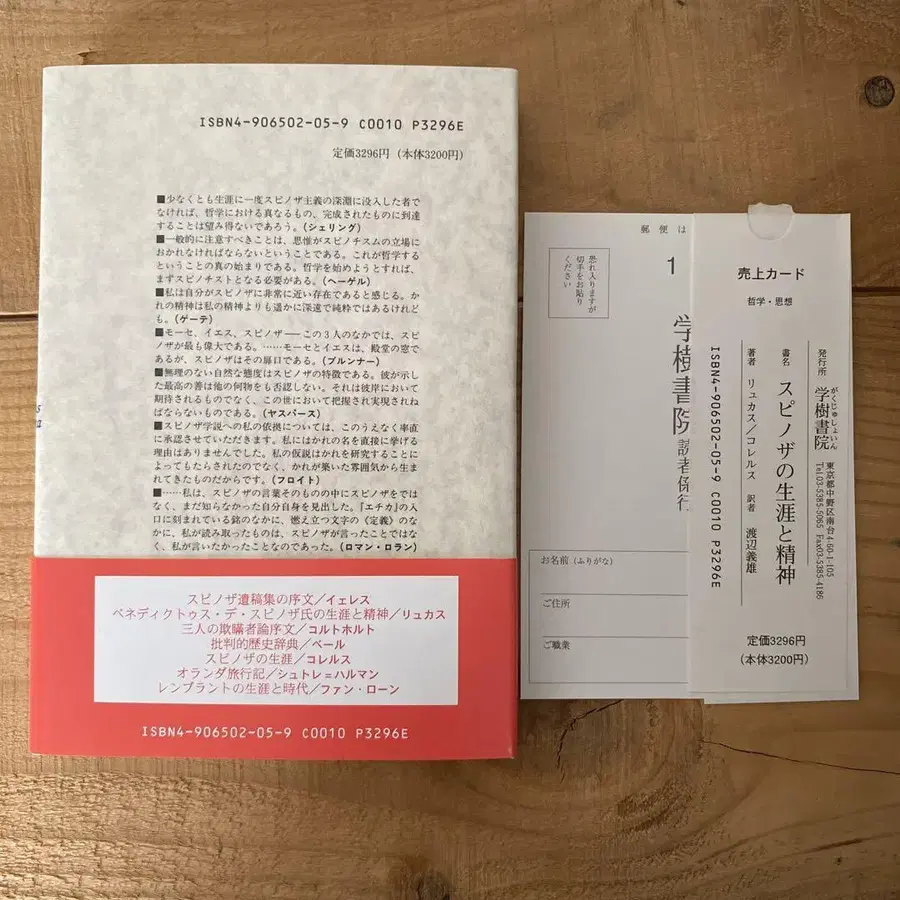 ISBN4-906502-05-9 C0010 P3296E
定価3296円（本体3200円）
■少なくとも生涯に一度スピノザ主義の深淵に没入した者で
なければ，哲学における真なるもの，完成されたものに到達
することは望み得ないであろう。（シェリング）
■一般的に注意すべきことは，思惟がスピノチスムの立場に
おかれなければならないということである。これが哲学する
ということの真の始まりである。哲学を始めようとすれば，
まずスピノチストとなる必要がある。（ヘーゲル）
■私は自分がスピノザに非常に近い存在であると感じる。か
れの精神は私の精神よりも遥かに深遠で純粋ではあるけれど
も。（ゲーテ）
■モーセ，イエス，スピノザ――この3人のなかでは，スピ
ノザが最も偉大である。……モーセとイエスは，殿堂の窓で
あるが，スピノザはその扉口である。（ブルンナー）
■無理のない自然な態度はスピノザの特徴である。彼が示し
た最高の善は他の何物をも否認しない。それは彼岸において
期待されるものでなく，この世において把握され実現されね
ばならないものである。（ヤスパース）
■スピノザ学説への私の依拠については，このうえなく率直
に承認させていただきます。私にはかれの名を直接に挙げる
理由はありませんでした。私の仮説はかれを研究することに
よってもたらされたのでなく，かれが築いた雰囲気から生ま
れてきたものだからです。（フロイト）
■……私は，スピノザの言葉そのものの中にスピノザをでは
なく，まだ知らなかった自分自身を見出した。『エチカ』の入
口に刻まれている銘のなかに，燃え立つ文字の《定義》のな
かに，私が読み取ったものは，スピノザが言ったことではな
く，私が言いたかったことなのであった。（ロマン・ロラン）
スピノザ遺稿集の序文／イェレス
ベネディクトゥス・デ・スピノザ氏の生涯と精神／リュカス
三人の欺瞞者論序文／コルトホルト
批判的歴史辞典／ベール
スピノザの生涯／コレルス
オランダ旅行記／シュトレ＝ハルマン
レンブラントの生涯と時代／ファン・ローン
ISBN4-906502-05-9 C0010 P3296E
郵便は
1
恐れ入りますが
切手をお貼り
ください
学樹書院
読者係行
お名前（ふりがな）
ご住所
ご職業
売上カード
哲学・思想
発行所
がくじゅしょいん
学樹書院
東京都中野区南台4-60-1-105
Tel.03-5385-5065 Fax03-5385-4186
書名
スピノザの生涯と精神
著者
リュカス／コレルス
訳者
渡辺義雄
ISBN4-906502-05-9 C0010 P3296E
定価3296円
（本体3200円）